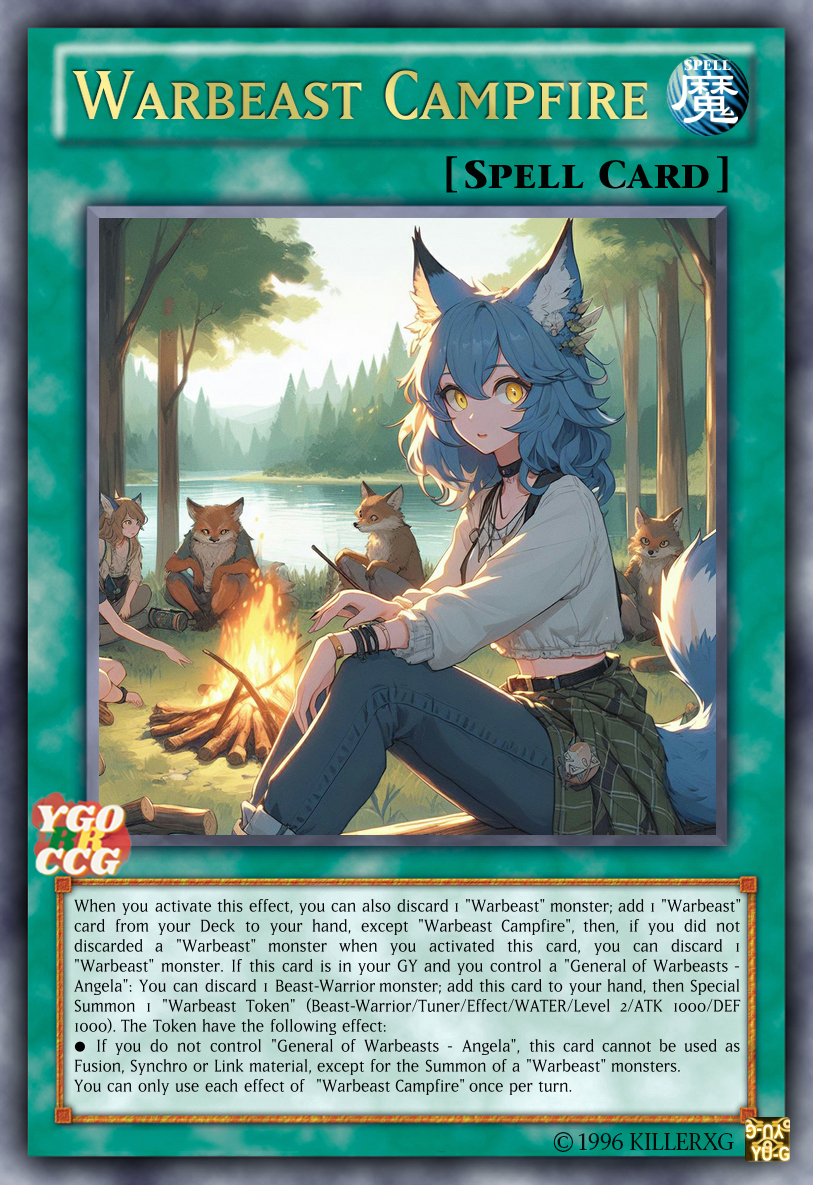 WARBEAST CAMPFIRE
SPELL
魔
[SPELL CARD]
YGO
BR
CCG
When you activate this effect, you can also discard 1 "Warbeast" monster; add 1 "Warbeast"
card from your Deck to your hand, except "Warbeast Campfire", then, if you did not
discarded a "Warbeast" monster when you activated this card, you can discard 1
"Warbeast" monster. If this card is in your GY and you control a "General of Warbeasts -
Angela": You can discard 1 Beast-Warrior monster; add this card to your hand, then Special
Summon 1 "Warbeast Token" (Beast-Warrior/Tuner/Effect/WATER/Level 2/ATK 1000/DEF
1000). The Token have the following effect:
● If you do not control "General of Warbeasts - Angela", this card cannot be used as
Fusion, Synchro or Link material, except for the Summon of a "Warbeast" monsters.
You can only use each effect of "Warbeast Campfire" once per turn.
© 1996 KILLERXG